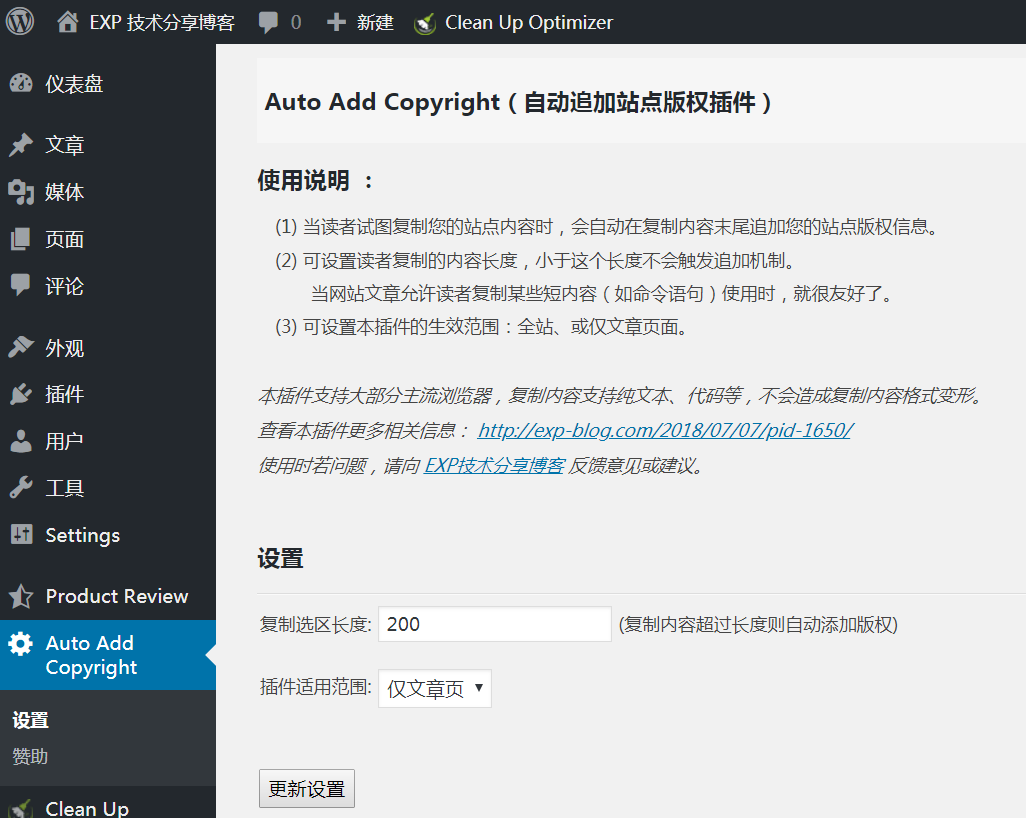 EXP 技术分享博客 0 新建 Clean Up Optimizer
仪表盘
文章
媒体
页面
评论
外观
插件
用户
工具
Settings
Product Review
Auto Add
Copyright
设置
赞助
Clean Up
Auto Add Copyright（自动追加站点版权插件）
使用说明 ：
(1) 当读者试图复制您的站点内容时，会自动在复制内容末尾追加您的站点版权信息。
(2) 可设置读者复制的内容长度，小于这个长度不会触发追加机制。
当网站文章允许读者复制某些短内容（如命令语句）使用时，就很友好了。
(3) 可设置本插件的生效范围：全站、或仅文章页面。
本插件支持大部分主流浏览器，复制内容支持纯文本、代码等，不会造成复制内容格式变形。
查看本插件更多相关信息： http://exp-blog.com/2018/07/07/pid-1650/
使用时若问题，请向 EXP技术分享博客 反馈意见或建议。
设置
复制选区长度: 200 (复制内容超过长度则自动添加版权)
插件适用范围: 仅文章页
更新设置